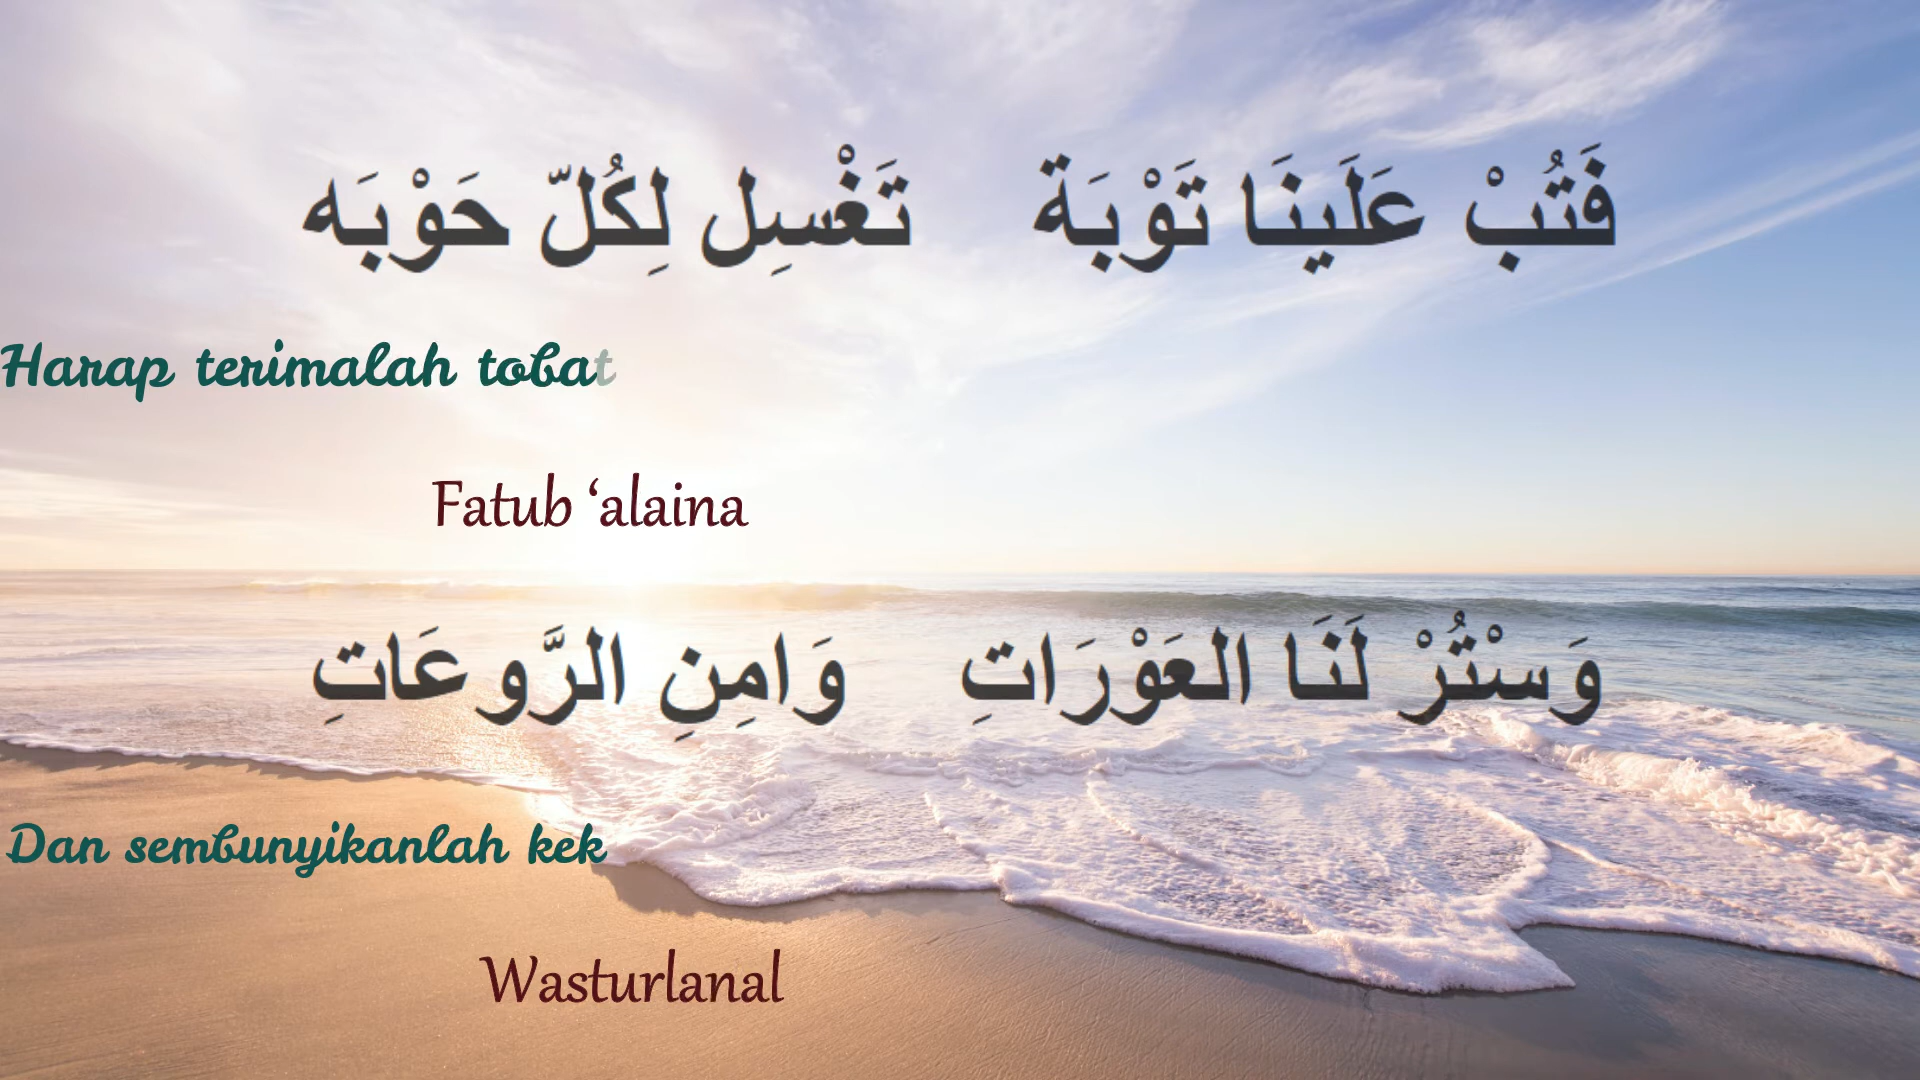 فَتُبْ عَلَينَا تَوْبَة تَغْسِل لِكُلّ حَوْبَه
Harap terimalah tobat
Fatub ‘alaina
وَسْتُرْ لَنَا العَوْرَاتِ وَامِنِ الرَّوعَاتِ
Dan sembunyikanlah kek
Wasturlanal